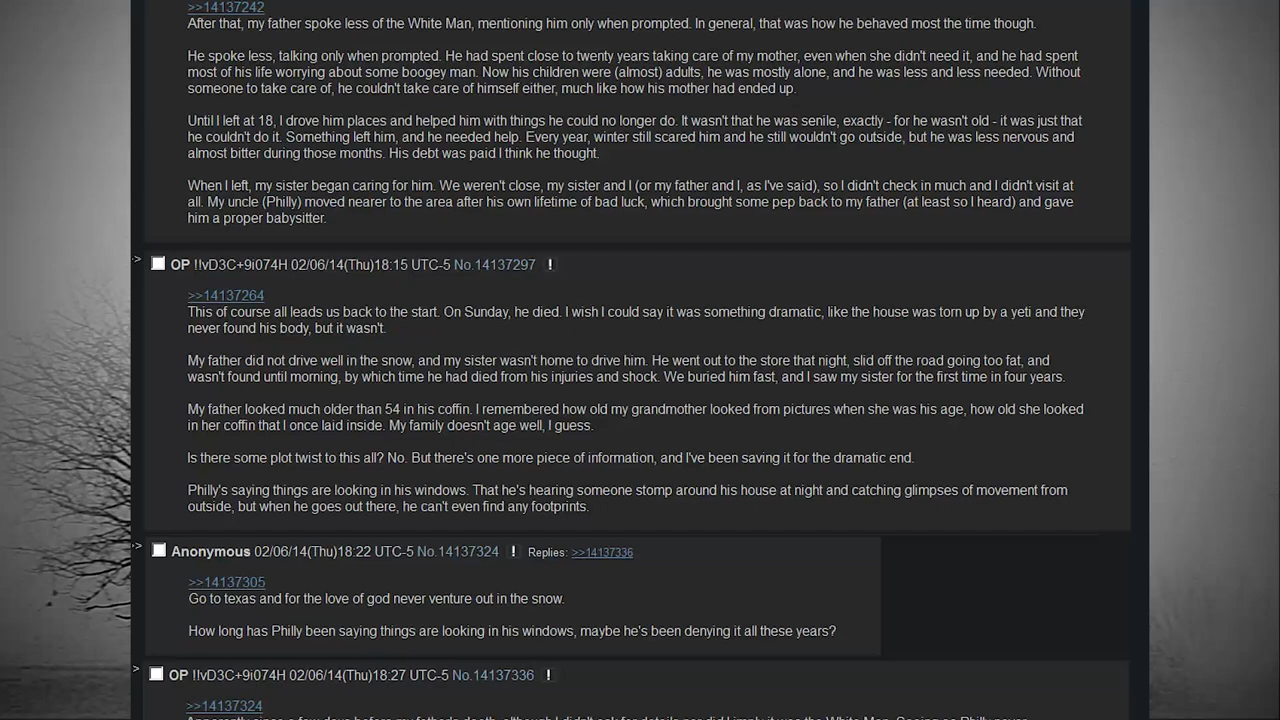 >>14137242
After that, my father spoke less of the White Man, mentioning him only when prompted. In general, that was how he behaved most the time though.
He spoke less, talking only when prompted. He had spent close to twenty years taking care of my mother, even when she didn't need it, and he had spent
most of his life worrying about some boogey man. Now his children were (almost) adults, he was mostly alone, and he was less and less needed. Without
someone to take care of, he couldn't take care of himself either, much like how his mother had ended up.
Until I left at 18, I drove him places and helped him with things he could no longer do. It wasn't that he was senile, exactly - for he wasn't old - it was just that
he couldn't do it. Something left him, and he needed help. Every year, winter still scared him and he still wouldn't go outside, but he was less nervous and
almost bitter during those months. His debt was paid I think he thought.
When I left, my sister began caring for him. We weren't close, my sister and I (or my father and I, as I've said), so I didn't check in much and I didn't visit at
all. My uncle (Philly) moved nearer to the area after his own lifetime of bad luck, which brought some pep back to my father (at least so I heard) and gave
him a proper babysitter.
>
OP !!lvD3C+9i074H 02/06/14(Thu)18:15 UTC-5 No.14137297 !
>>14137264
This of course all leads us back to the start. On Sunday, he died. I wish I could say it was something dramatic, like the house was torn up by a yeti and they
never found his body, but it wasn't.
My father did not drive well in the snow, and my sister wasn't home to drive him. He went out to the store that night, slid off the road going too fat, and
wasn't found until morning, by which time he had died from his injuries and shock. We buried him fast, and I saw my sister for the first time in four years.
My father looked much older than 54 in his coffin. I remembered how old my grandmother looked from pictures when she was his age, how old she looked
in her coffin that I once laid inside. My family doesn't age well, I guess.
Is there some plot twist to this all? No. But there's one more piece of information, and I've been saving it for the dramatic end.
Philly's saying things are looking in his windows. That he's hearing someone stomp around his house at night and catching glimpses of movement from
outside, but when he goes out there, he can't even find any footprints.
>
Anonymous 02/06/14(Thu)18:22 UTC-5 No.14137324 ! Replies: >>14137336
>>14137305
Go to texas and for the love of god never venture out in the snow.
How long has Philly been saying things are looking in his windows, maybe he's been denying it all these years?
>
OP !!lvD3C+9i074H 02/06/14(Thu)18:27 UTC-5 No.14137336 !
>>14137324
Apparently since a few days before my father's death, although I didn't ask for details nor did I imply it was the White Man. Seeing as Philly never